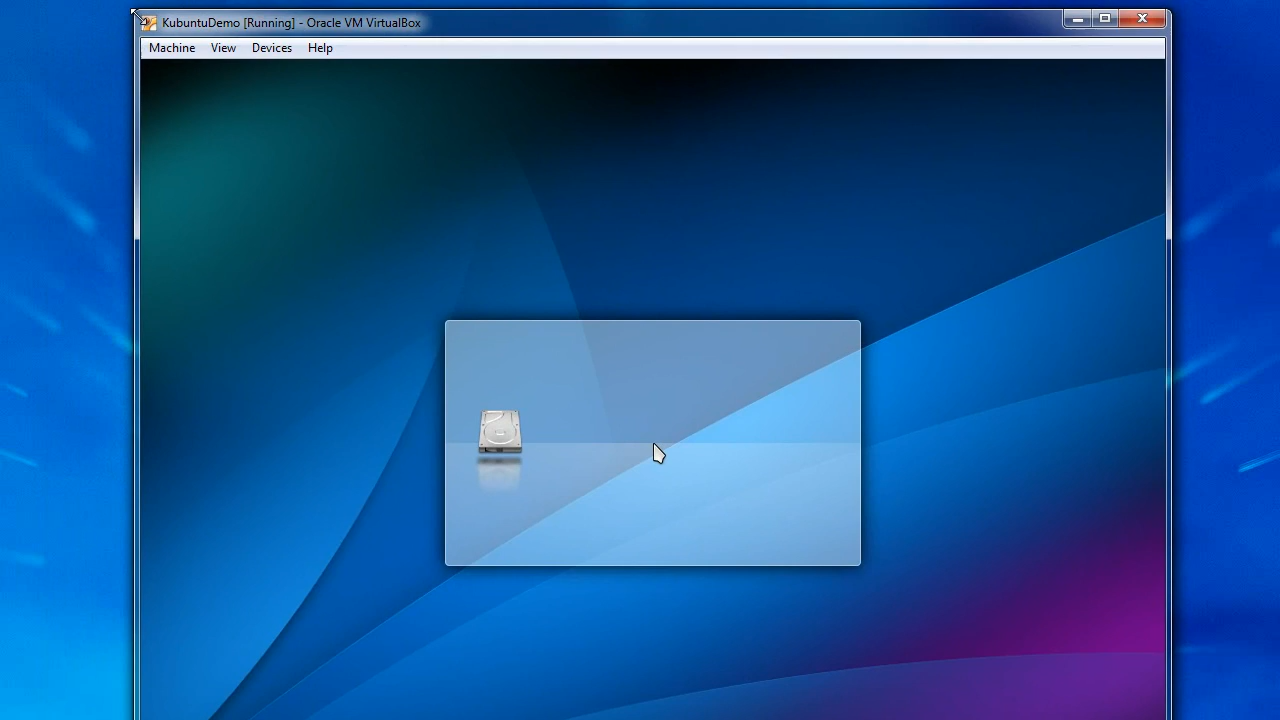 KubuntuDemo [Running] - Oracle VM VirtualBox
Machine View Devices Help